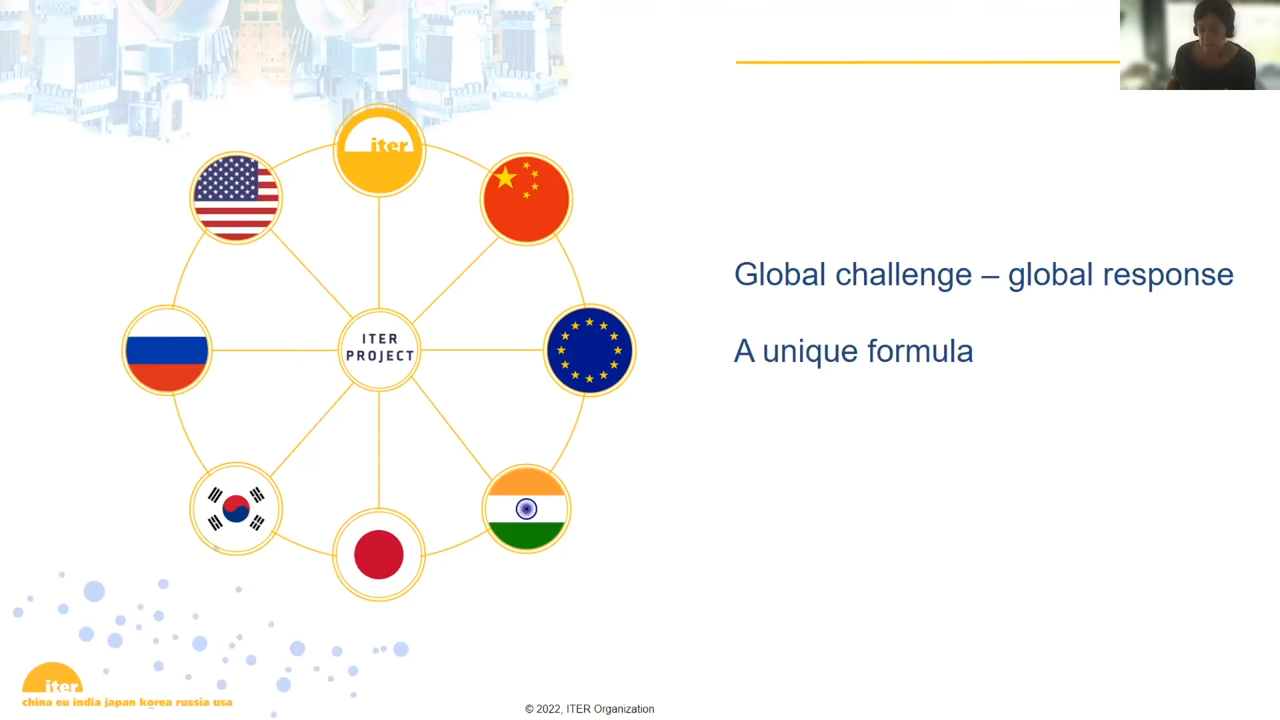 iter
ITER
PROJECT
Global challenge – global response
A unique formula
iter
china eu india japan korea russia usa
© 2022, ITER Organization